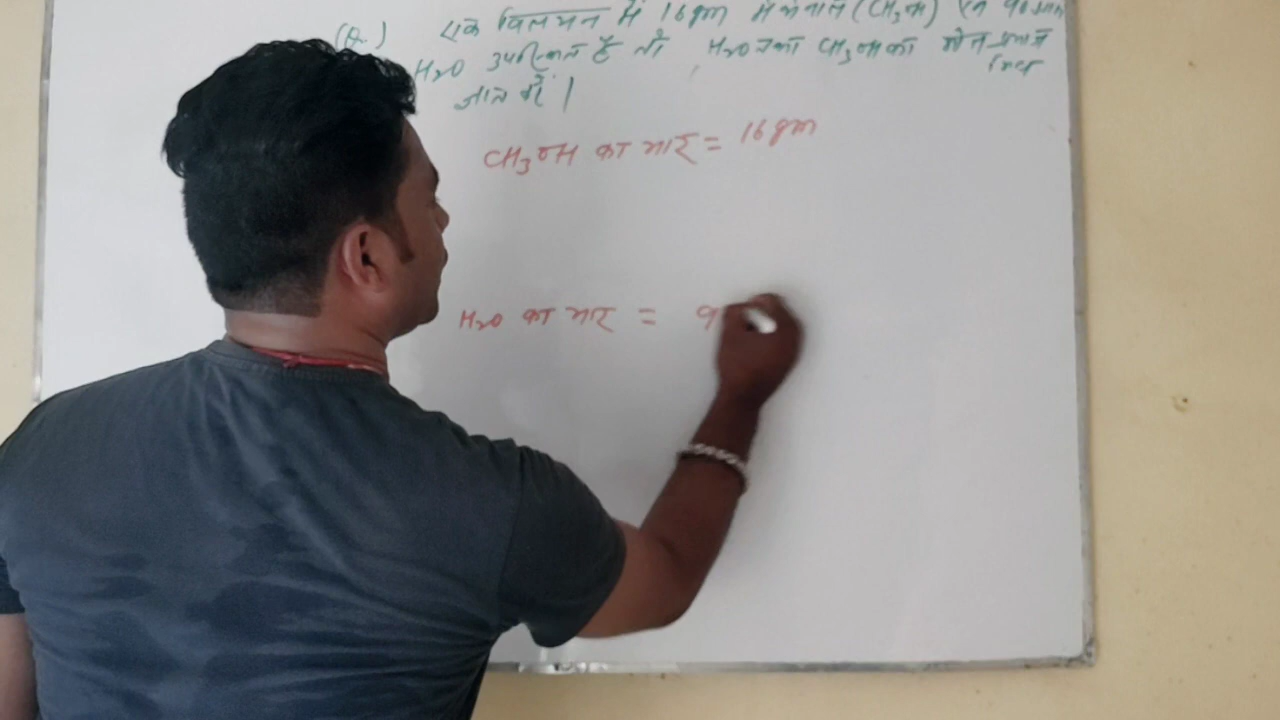 (Q.) एक विलयन में 16gm मेथेनॉल (CH3OH) एवं 90gm
H2O उपस्थित है तो H2O तथा CH3OH का मोल प्रभाज
ज्ञात करें।
CH3OH का भार = 16gm
H2O का भार = 9